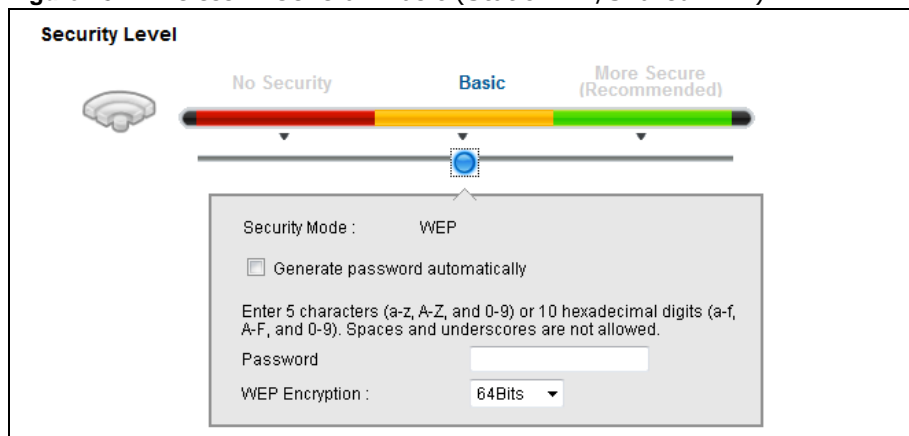 Security Level
No Security
Basic
More Secure
(Recommended)
Security Mode :
WEP
Generate password automatically
Enter 5 characters (a-z, A-Z, and 0-9) or 10 hexadecimal digits (a-f,
A-F, and 0-9). Spaces and underscores are not allowed.
Password
WEP Encryption :
64Bits